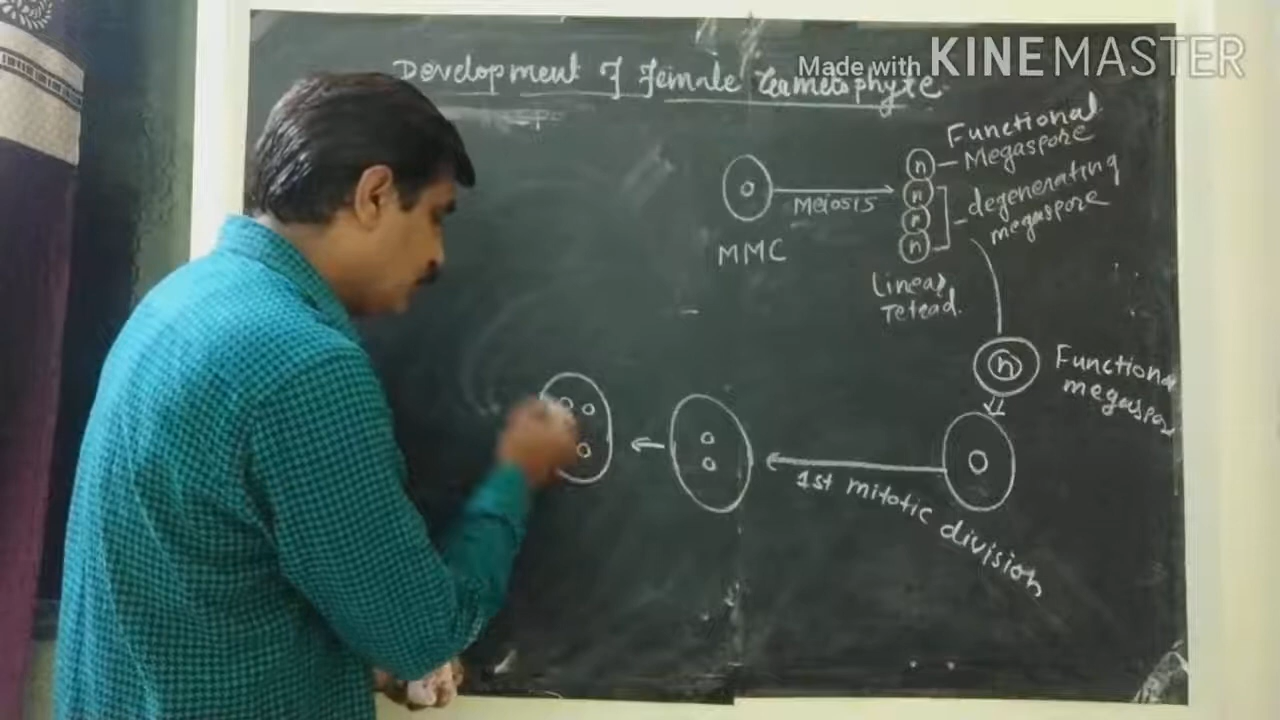 Development of Female Gametophyte
Made with KINEMASTER
Functional
Megaspore
n
n
n
n
degenerating
megaspore
Meiosis
MMC
Linear
Tetrad.
n
Functional
megaspor
1st mitotic division